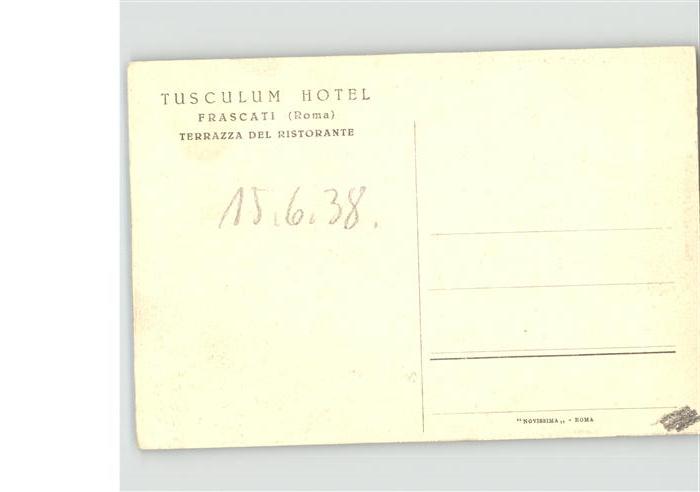 TUSCULUM HOTEL
FRASCATI (Roma)
TERRAZZA DEL RISTORANTE
15.6.38.
"NOVISSIMA„ - ROMA